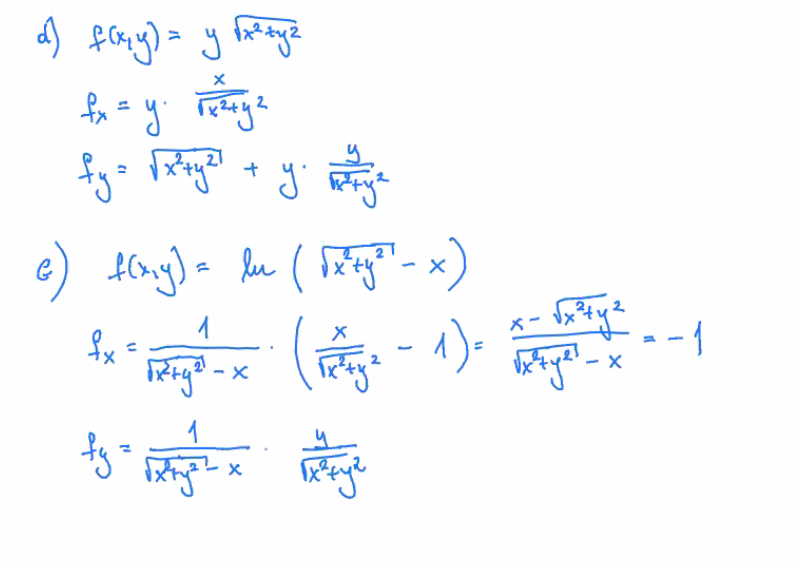 d) f(x,y) = y √(x²+y²)
fx = y · x/√(x²+y²)
fy = √(x²+y²) + y · y/√(x²+y²)
e) f(x,y) = ln (√(x²+y²) - x)
fx = 1/(√(x²+y²) - x) · (x/√(x²+y²) - 1) = (x - √(x²+y²))/(√(x²+y²) - x) = -1
fy = 1/(√(x²+y²) - x) · y/√(x²+y²)